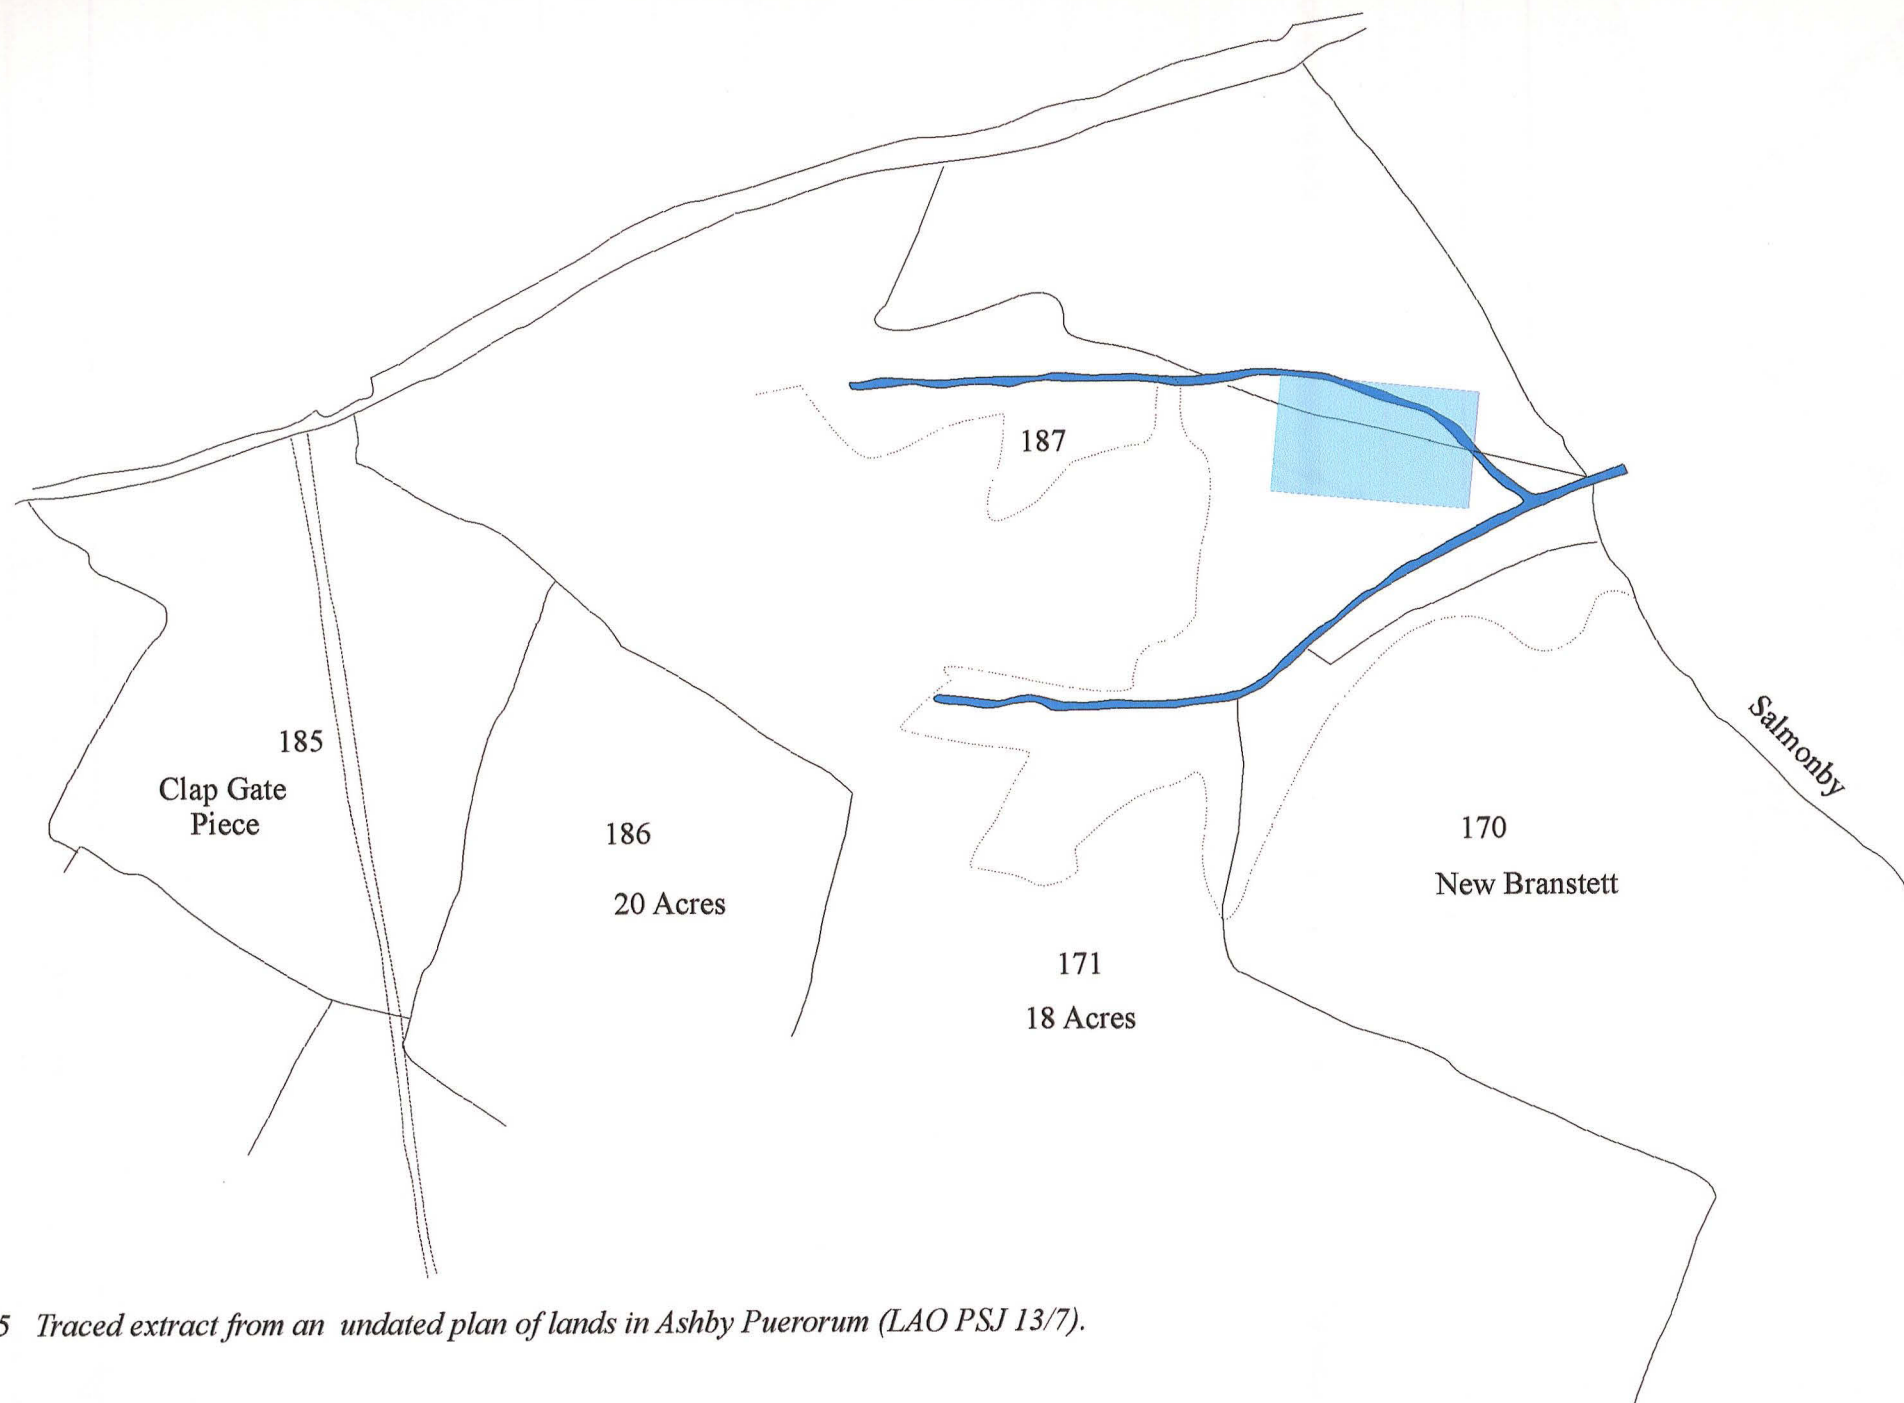 187
Salmonby
185
Clap Gate
Piece
186
20 Acres
170
New Branstett
171
18 Acres
5 Traced extract from an undated plan of lands in Ashby Puerorum (LAO PSJ 13/7).